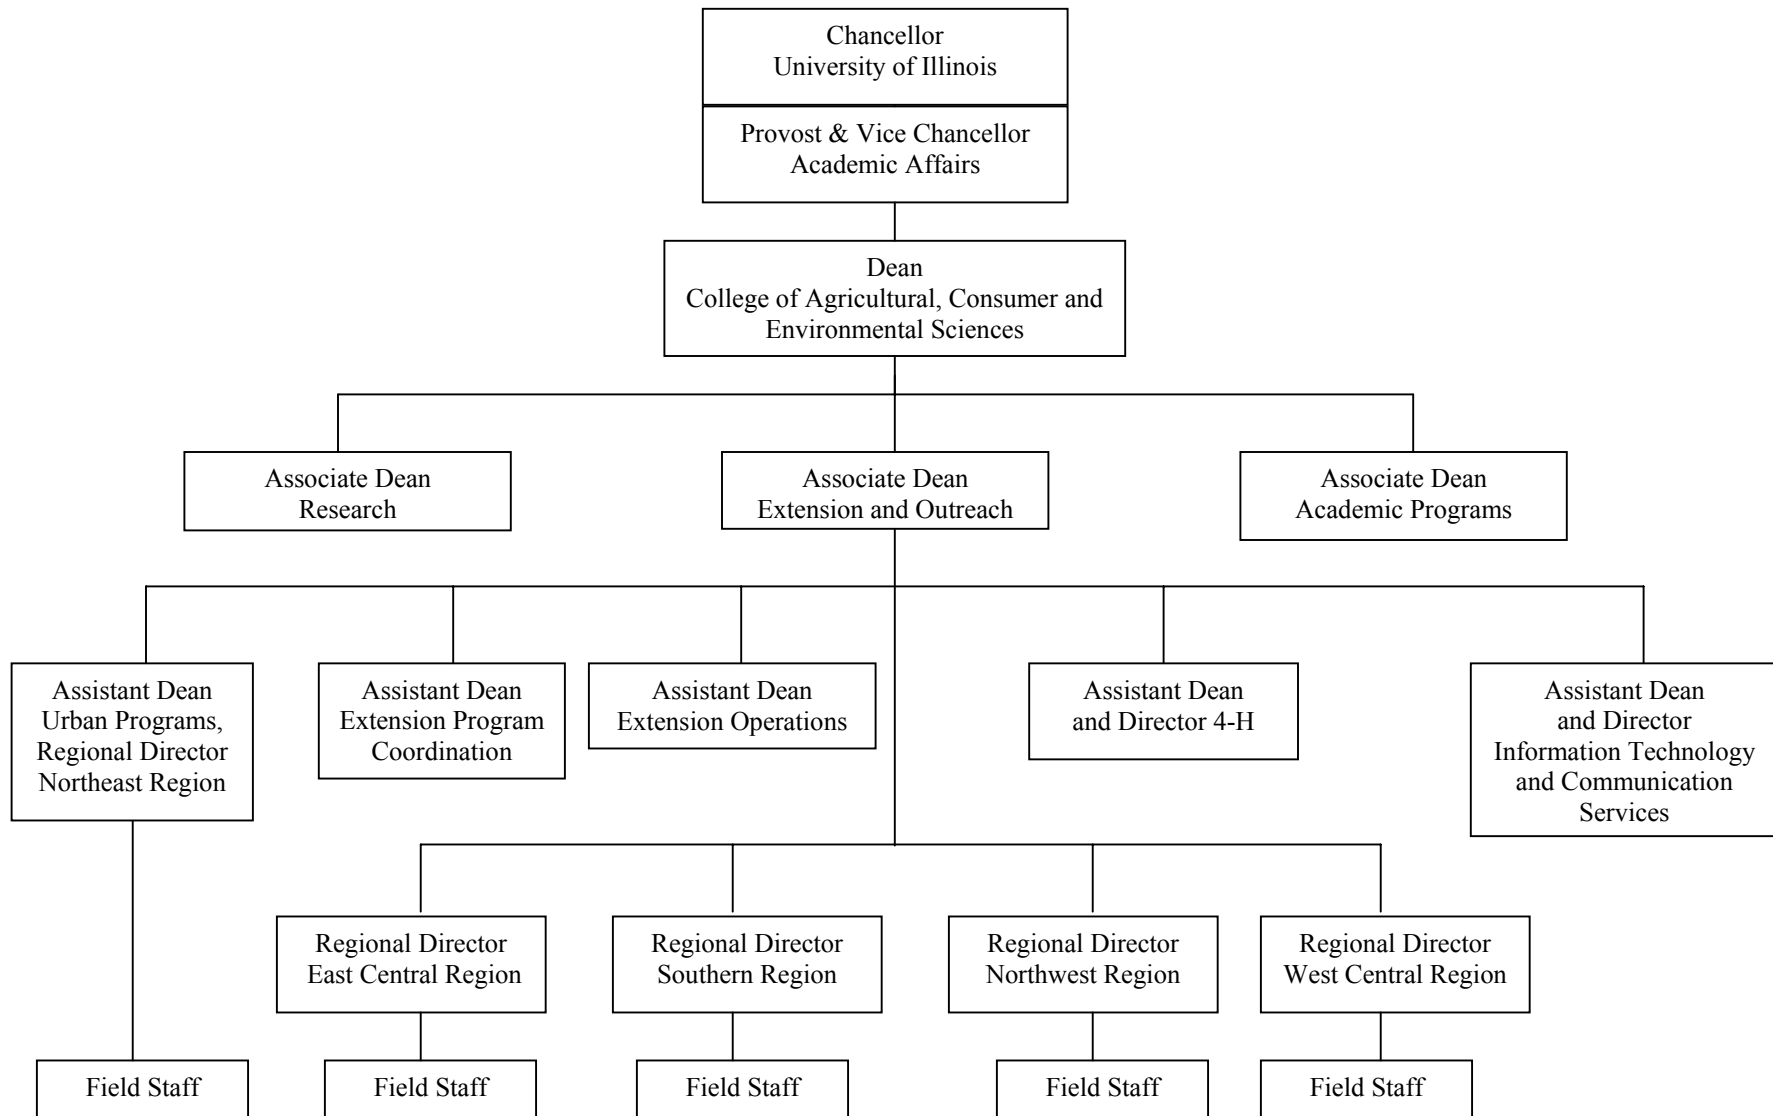 Chancellor
University of Illinois
Provost & Vice Chancellor
Academic Affairs
Dean
College of Agricultural, Consumer and
Environmental Sciences
Associate Dean
Research
Associate Dean
Extension and Outreach
Associate Dean
Academic Programs
Assistant Dean
Urban Programs,
Regional Director
Northeast Region
Assistant Dean
Extension Program
Coordination
Assistant Dean
Extension Operations
Assistant Dean
and Director 4-H
Assistant Dean
and Director
Information Technology
and Communication
Services
Regional Director
East Central Region
Regional Director
Southern Region
Regional Director
Northwest Region
Regional Director
West Central Region
Field Staff
Field Staff
Field Staff
Field Staff
Field Staff